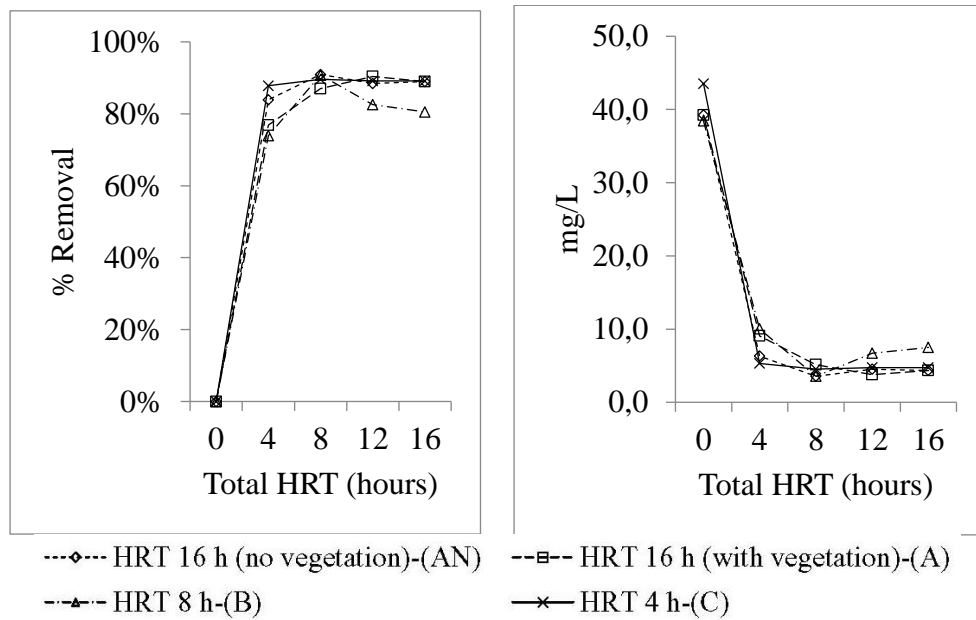 100%
80%
60%
40%
20%
0%
% Removal
0 4 8 12 16
Total HRT (hours)
50,0
40,0
30,0
20,0
10,0
0,0
mg/L
0 4 8 12 16
Total HRT (hours)
HRT 16 h (no vegetation)-(AN)
HRT 16 h (with vegetation)-(A)
HRT 8 h-(B)
HRT 4 h-(C)